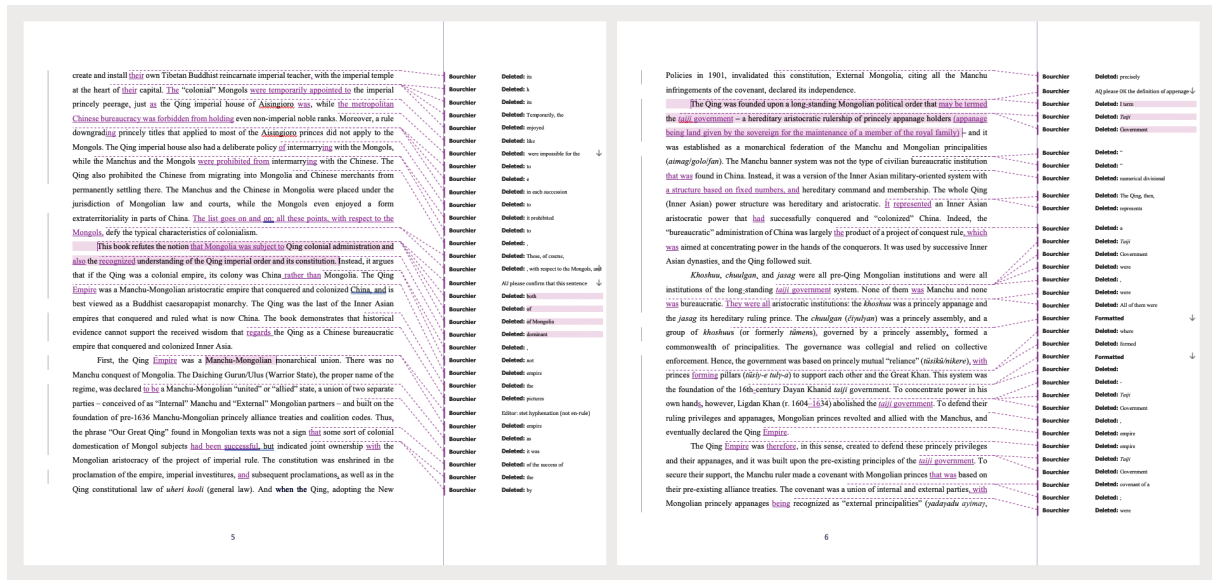 create and install their own Tibetan Buddhist reincarnate imperial teacher, with the imperial temple
at the heart of their capital. The “colonial” Mongols were temporarily appointed to the imperial
princely peerage, just as the Qing imperial house of Aisingioro was, while the metropolitan
Chinese bureaucracy was forbidden from holding even non-imperial noble ranks. Moreover, a rule
downgrading princely titles that applied to most of the Aisingioro princes did not apply to the
Mongols. The Qing imperial house also had a deliberate policy of intermarrying with the Mongols,
while the Manchus and the Mongols were prohibited from intermarrying with the Chinese. The
Qing also prohibited the Chinese from migrating into Mongolia and Chinese merchants from
permanently settling there. The Manchus and the Chinese in Mongolia were placed under the
jurisdiction of Mongolian law and courts, while the Mongols even enjoyed a form of
extraterritoriality in parts of China. The list goes on and on; all these points, with respect to the
Mongols, defy the typical characteristics of colonialism.
This book refutes the notion that Mongolia was subject to Qing colonial administration and
also the recognized understanding of the Qing imperial order and its constitution. Instead, it argues
that if the Qing was a colonial empire, its colony was China rather than Mongolia. The Qing
Empire was a Manchu-Mongolian aristocratic empire that conquered and colonized China, and is
best viewed as a Buddhist caesaropapist monarchy. The Qing was the last of the Inner Asian
empires that conquered and ruled what is now China. The book demonstrates that historical
evidence cannot support the received wisdom that regards the Qing as a Chinese bureaucratic
empire that conquered and colonized Inner Asia.
First, the Qing Empire was a Manchu-Mongolian monarchical union. There was no
Manchu conquest of Mongolia. The Daiching Gurun/Ulus (Warrior State), the proper name of the
regime, was declared to be a Manchu-Mongolian “united” or “allied” state, a union of two separate
parties – conceived of as “Internal” Manchu and “External” Mongolian partners – and built on the
foundation of pre-1636 Manchu-Mongolian princely alliance treaties and coalition codes. Thus,
the phrase “Our Great Qing” found in Mongolian texts was not a sign that some sort of colonial
domestication of Mongol subjects had been successful, but indicated joint ownership with the
Mongolian aristocracy of the project of imperial rule. The constitution was enshrined in the
proclamation of the empire, imperial investitures, and subsequent proclamations, as well as in the
Qing constitutional law of uheri kooli (general law). And when the Qing, adopting the New
5
Bourchier Deleted: its
Bourchier Deleted: k
Bourchier Deleted: its
Bourchier Deleted: Temporarily, the
Bourchier Deleted: enjoyed
Bourchier Deleted: like
Bourchier Deleted: were impossible for the
Bourchier Deleted: to
Bourchier Deleted: e
Bourchier Deleted: in each succession
Bourchier Deleted: to
Bourchier Deleted: it prohibited
Bourchier Deleted: to
Bourchier Deleted: ,
Bourchier Deleted: These, of course,
Bourchier Deleted: , with respect to the Mongols, a
Bourchier AU please confirm that this sentence
Bourchier Deleted: both
Bourchier Deleted: of
Bourchier Deleted: of Mongolia
Bourchier Deleted: dominant
Bourchier Deleted: ,
Bourchier Deleted: not
Bourchier Deleted: empire
Bourchier Deleted: the
Bourchier Deleted: pictures
Bourchier Editor: stet hyphenation (not en-rule)
Bourchier Deleted: empire
Bourchier Deleted: as
Bourchier Deleted: it was
Bourchier Deleted: of the success of
Bourchier Deleted: the
Bourchier Deleted: by
Policies in 1901, invalidated this constitution, External Mongolia, citing all the Manchu
infringements of the covenant, declared its independence.
The Qing was founded upon a long-standing Mongolian political order that may be termed
the taiji government – a hereditary aristocratic rulership of princely appanage holders (appanage
being land given by the sovereign for the maintenance of a member of the royal family) – and it
was established as a monarchical federation of the Manchu and Mongolian principalities
(aimag/golo/fan). The Manchu banner system was not the type of civilian bureaucratic institution
that was found in China. Instead, it was a version of the Inner Asian military-oriented system with
a structure based on fixed numbers, and hereditary command and membership. The whole Qing
(Inner Asian) power structure was hereditary and aristocratic. It represented an Inner Asian
aristocratic power that had successfully conquered and “colonized” China. Indeed, the
“bureaucratic” administration of China was largely the product of a project of conquest rule, which
was aimed at concentrating power in the hands of the conquerors. It was used by successive Inner
Asian dynasties, and the Qing followed suit.
Khoshuu, chuulgan, and jasag were all pre-Qing Mongolian institutions and were all
institutions of the long-standing taiji government system. None of them was Manchu and none
was bureaucratic. They were all aristocratic institutions: the khoshuu was a princely appanage and
the jasag its hereditary ruling prince. The chuulgan (čiγulγan) was a princely assembly, and a
group of khoshuus (or formerly tümens), governed by a princely assembly, formed a
commonwealth of principalities. The governance was collegial and relied on collective
enforcement. Hence, the government was based on princely mutual “reliance” (tüsikü/nikere), with
princes forming pillars (tüsiy-e tulγ-a) to support each other and the Great Khan. This system was
the foundation of the 16th-century Dayan Khanid taiji government. To concentrate power in his
own hands, however, Ligdan Khan (r. 1604–1634) abolished the taiji government. To defend their
ruling privileges and appanages, Mongolian princes revolted and allied with the Manchus, and
eventually declared the Qing Empire.
The Qing Empire was therefore, in this sense, created to defend these princely privileges
and their appanages, and it was built upon the pre-existing principles of the taiji government. To
secure their support, the Manchu ruler made a covenant with Mongolian princes that was based on
their pre-existing alliance treaties. The covenant was a union of internal and external parties, with
Mongolian princely appanages being recognized as “external principalities” (γadaγadu ayimaγ,
6
Bourchier Deleted: precisely
Bourchier AQ please OK the definition of appenage
Bourchier Deleted: I term
Bourchier Deleted: Taiji
Bourchier Deleted: Government
Bourchier Deleted: “
Bourchier Deleted: ”
Bourchier Deleted: numerical divisional
Bourchier Deleted: The Qing, then,
Bourchier Deleted: represents
Bourchier Deleted: a
Bourchier Deleted: Taiji
Bourchier Deleted: Government
Bourchier Deleted: were
Bourchier Deleted: ,
Bourchier Deleted: were
Bourchier Deleted: All of them were
Bourchier Formatted
Bourchier Deleted: where
Bourchier Deleted: formed
Bourchier Formatted
Bourchier Deleted:
Bourchier Deleted: -
Bourchier Deleted: Taiji
Bourchier Deleted: Government
Bourchier Deleted: ,
Bourchier Deleted: empire
Bourchier Deleted: empire
Bourchier Deleted: Taiji
Bourchier Deleted: Government
Bourchier Deleted: covenant of a
Bourchier Deleted: ;
Bourchier Deleted: were